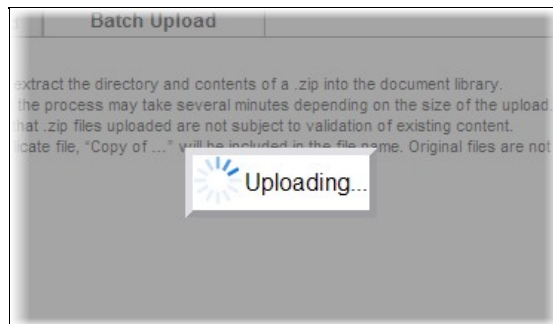 Batch Upload
extract the directory and contents of a .zip into the document library.
the process may take several minutes depending on the size of the upload.
that .zip files uploaded are not subject to validation of existing content.
licate file, "Copy of ..." will be included in the file name. Original files are not
Uploading...